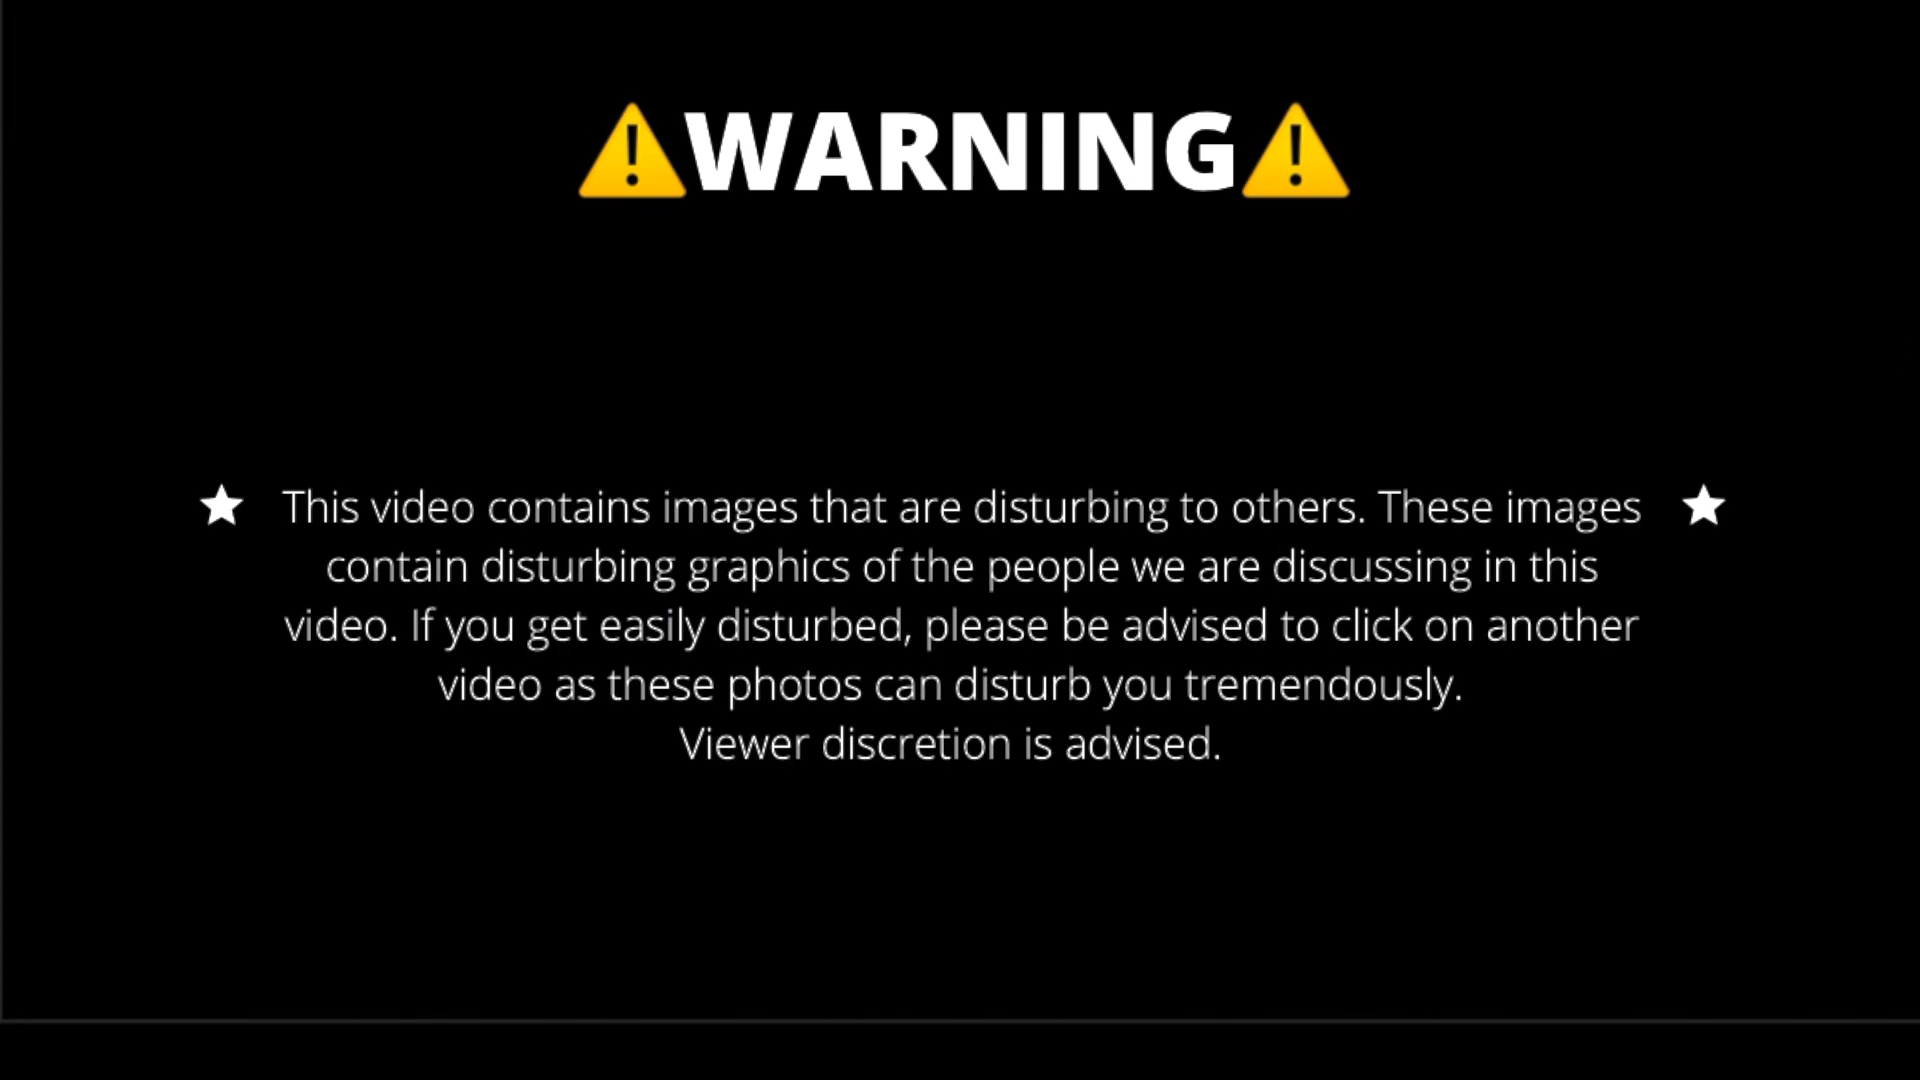 ⚠️WARNING⚠️
★ This video contains images that are disturbing to others. These images ★
contain disturbing graphics of the people we are discussing in this
video. If you get easily disturbed, please be advised to click on another
video as these photos can disturb you tremendously.
Viewer discretion is advised.